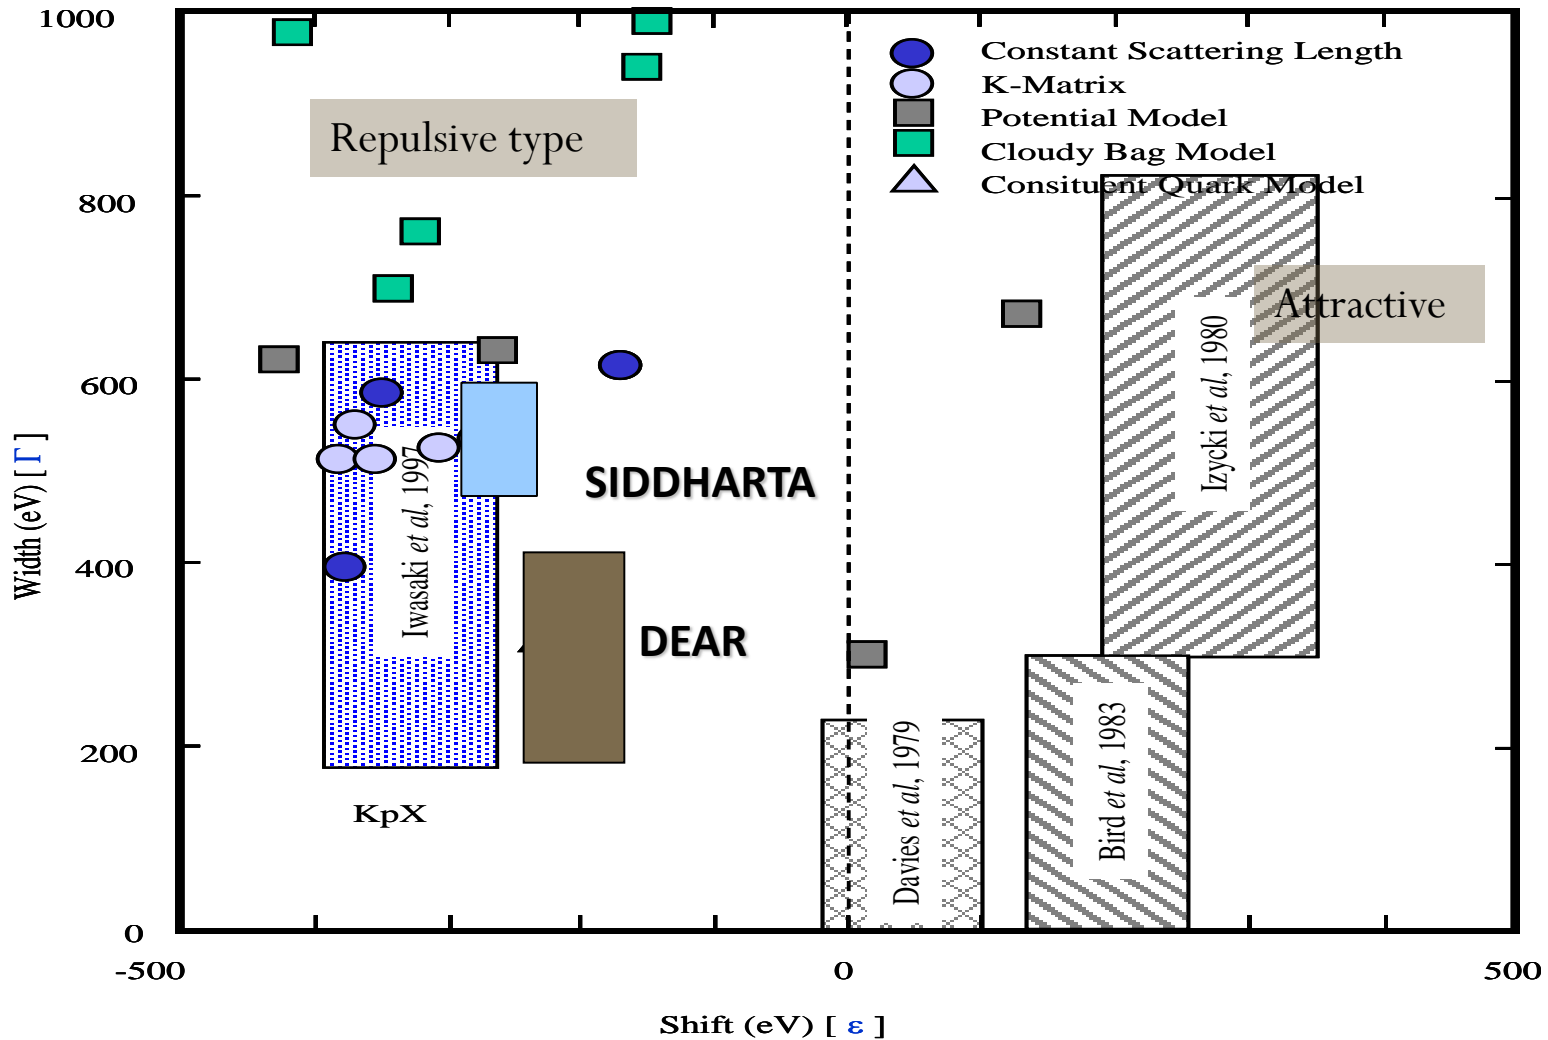 1000
Constant Scattering Length
K-Matrix
Potential Model
Cloudy Bag Model
Consituent Quark Model
Repulsive type
800
Attractive
600
Izycki et al, 1980
Iwasaki et al, 1997
SIDDHARTA
Width (eV) [ Γ ]
400
DEAR
200
KpX
Davies et al, 1979
Bird et al, 1983
0
-500
0
500
Shift (eV) [ ε ]